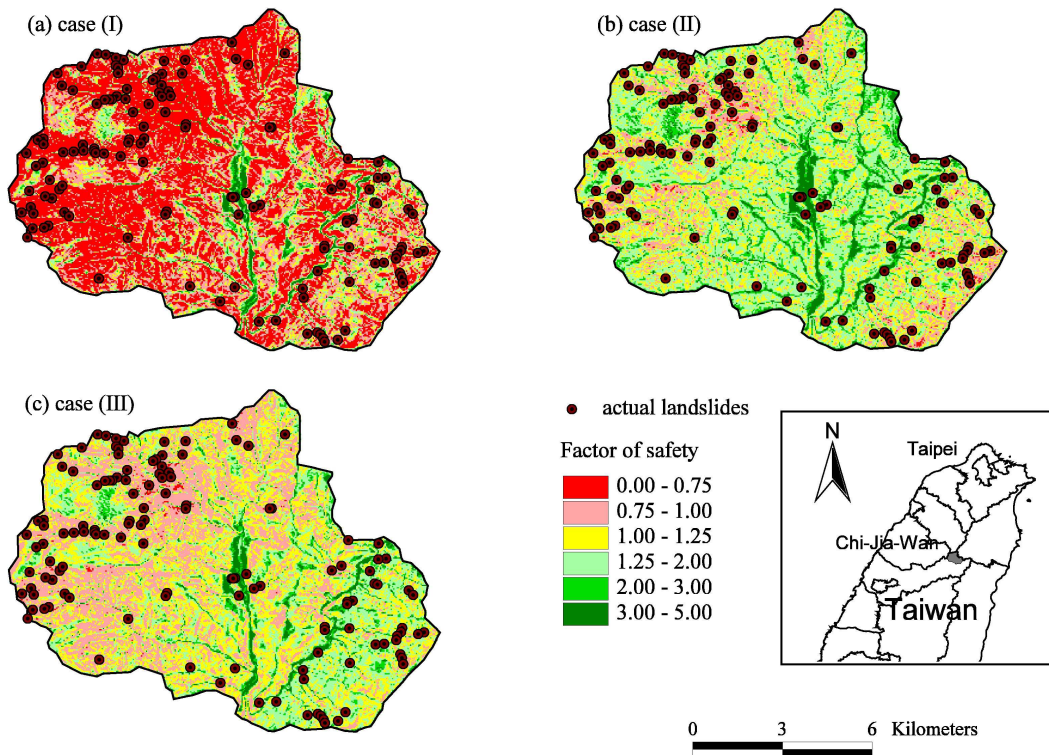 (a) case (I)
(b) case (II)
(c) case (III)
actual landslides
Factor of safety
0.00 - 0.75
0.75 - 1.00
1.00 - 1.25
1.25 - 2.00
2.00 - 3.00
3.00 - 5.00
N
Taipei
Chi-Jia-Wan
Taiwan
0 3 6 Kilometers